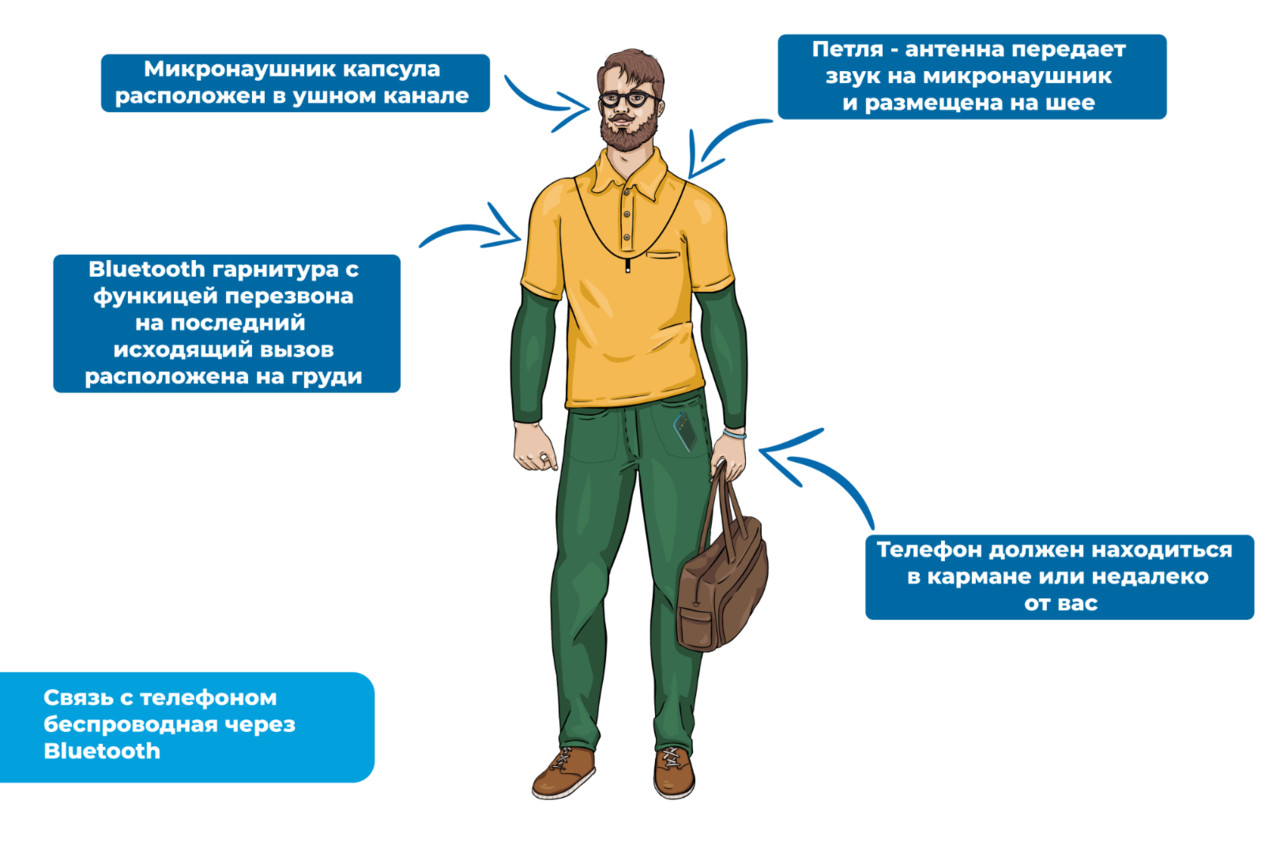 Микронаушник капсула
расположен в ушном канале
Петля - антенна передает
звук на микронаушник
и размещена на шее
Bluetooth гарнитура с
функицей перезвона
на последний
исходящий вызов
расположена на груди
Телефон должен находиться
в кармане или недалеко
от вас
Связь с телефоном
беспроводная через
Bluetooth